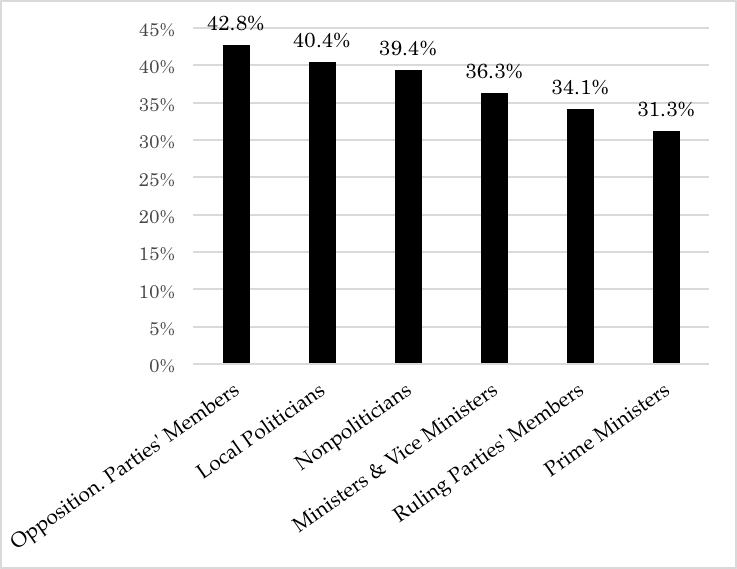 45%
40%
35%
30%
25%
20%
15%
10%
5%
0%
42.8%
40.4%
39.4%
36.3%
34.1%
31.3%
Opposition. Parties' Members
Local Politicians
Nonpoliticians
Ministers & Vice Ministers
Ruling Parties' Members
Prime Ministers